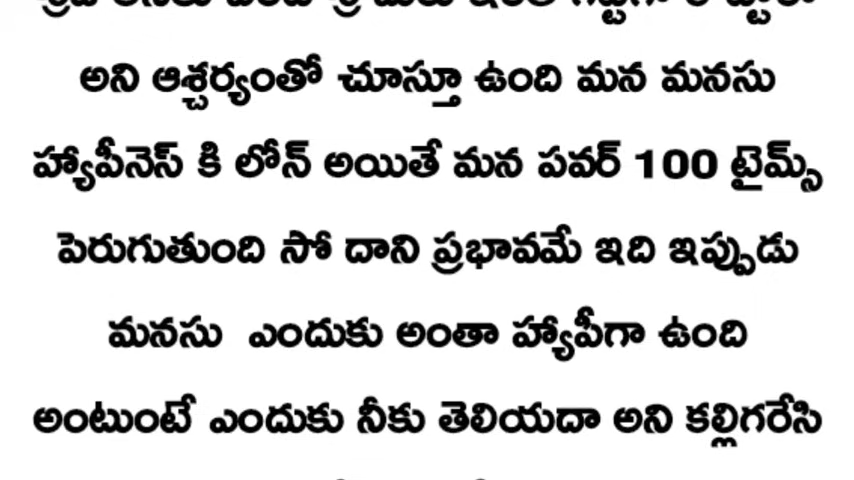 అని ఆశ్చర్యంతో చూస్తూ ఉంది మన మనసు
హ్యాపీనెస్ కి లోన్ అయితే మన పవర్ 100 టైమ్స్
పెరుగుతుంది సో దాని ప్రభావమే ఇది ఇప్పుడు
మనసు ఎందుకు అంతా హ్యాపీగా ఉంది
అంటుంటే ఎందుకు నీకు తెలియదా అని కల్లిగరేసి